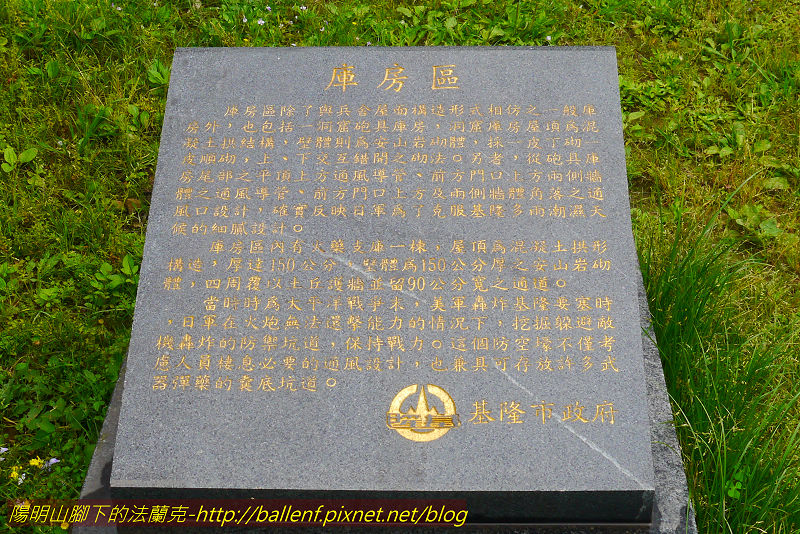 庫房區
庫房區除了與兵舍屋面構造形式相仿之一般庫
房外，也包括一洞窟砲具庫房，洞窟庫房屋頂為混
凝土拱結構，壁體則為安山岩砌體，採一皮丁砌一
皮順砌，上、下交互錯開之砌法。另者，從砲具庫
房尾部之平頂上方通風導管、前方門口上方兩側牆
體之通風導管、前方門口上方及兩側牆體角落之通
風口設計，確實反映日軍為了克服基隆多雨潮濕天
候的細膩設計。
庫房區內有火藥支庫一棟，屋頂為混凝土拱形
構造，厚達150公分，壁體為150公分厚之安山岩砌
體，四周覆以土丘護牆並留90公分寬之通道。
當時時為太平洋戰爭末，美軍轟炸基隆要塞時
，日軍在火炮無法還擊能力的情況下，挖掘躲避敵
機轟炸的防禦坑道，保持戰力。這個防空壕不僅考
慮人員棲息必要的通風設計，也兼具可存放許多武
器彈藥的囊底坑道。
基隆市政府
陽明山腳下的法蘭克-http://ballenf.pixnet.net/blog